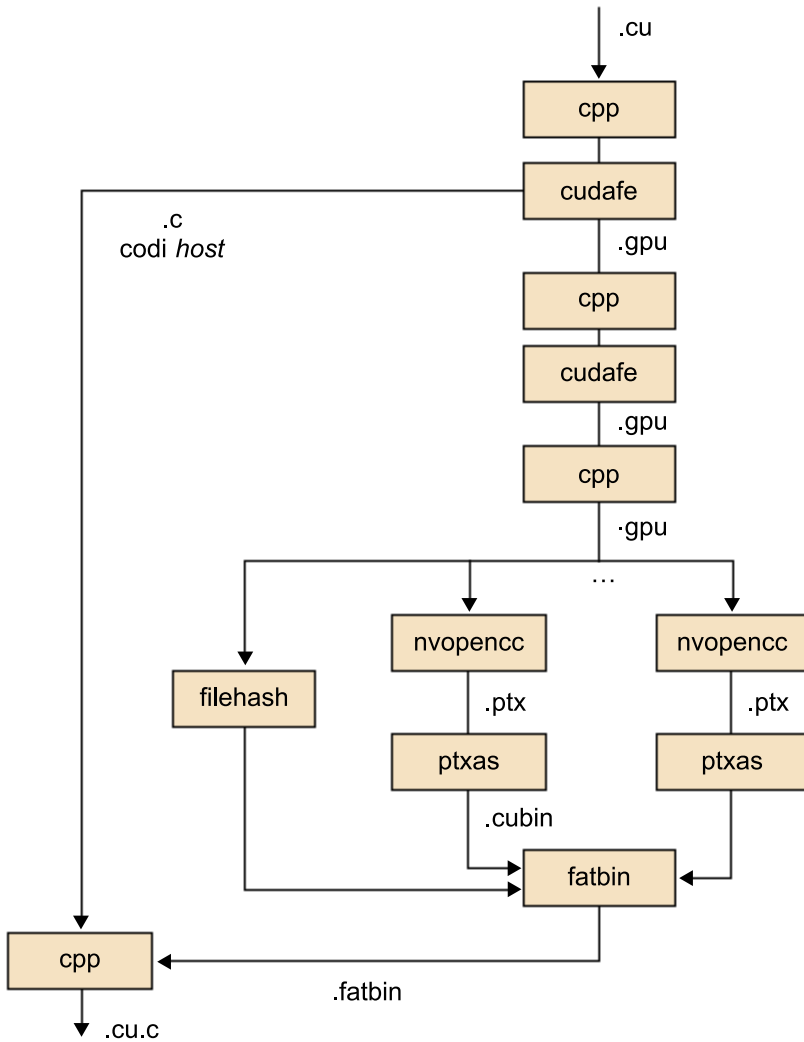 .cu
cpp
cudafe
.c
codi host
.gpu
cpp
cudafe
.gpu
cpp
·gpu
...
nvopencc
nvopencc
filehash
.ptx
.ptx
ptxas
ptxas
.cubin
fatbin
cpp
.fatbin
.cu.c